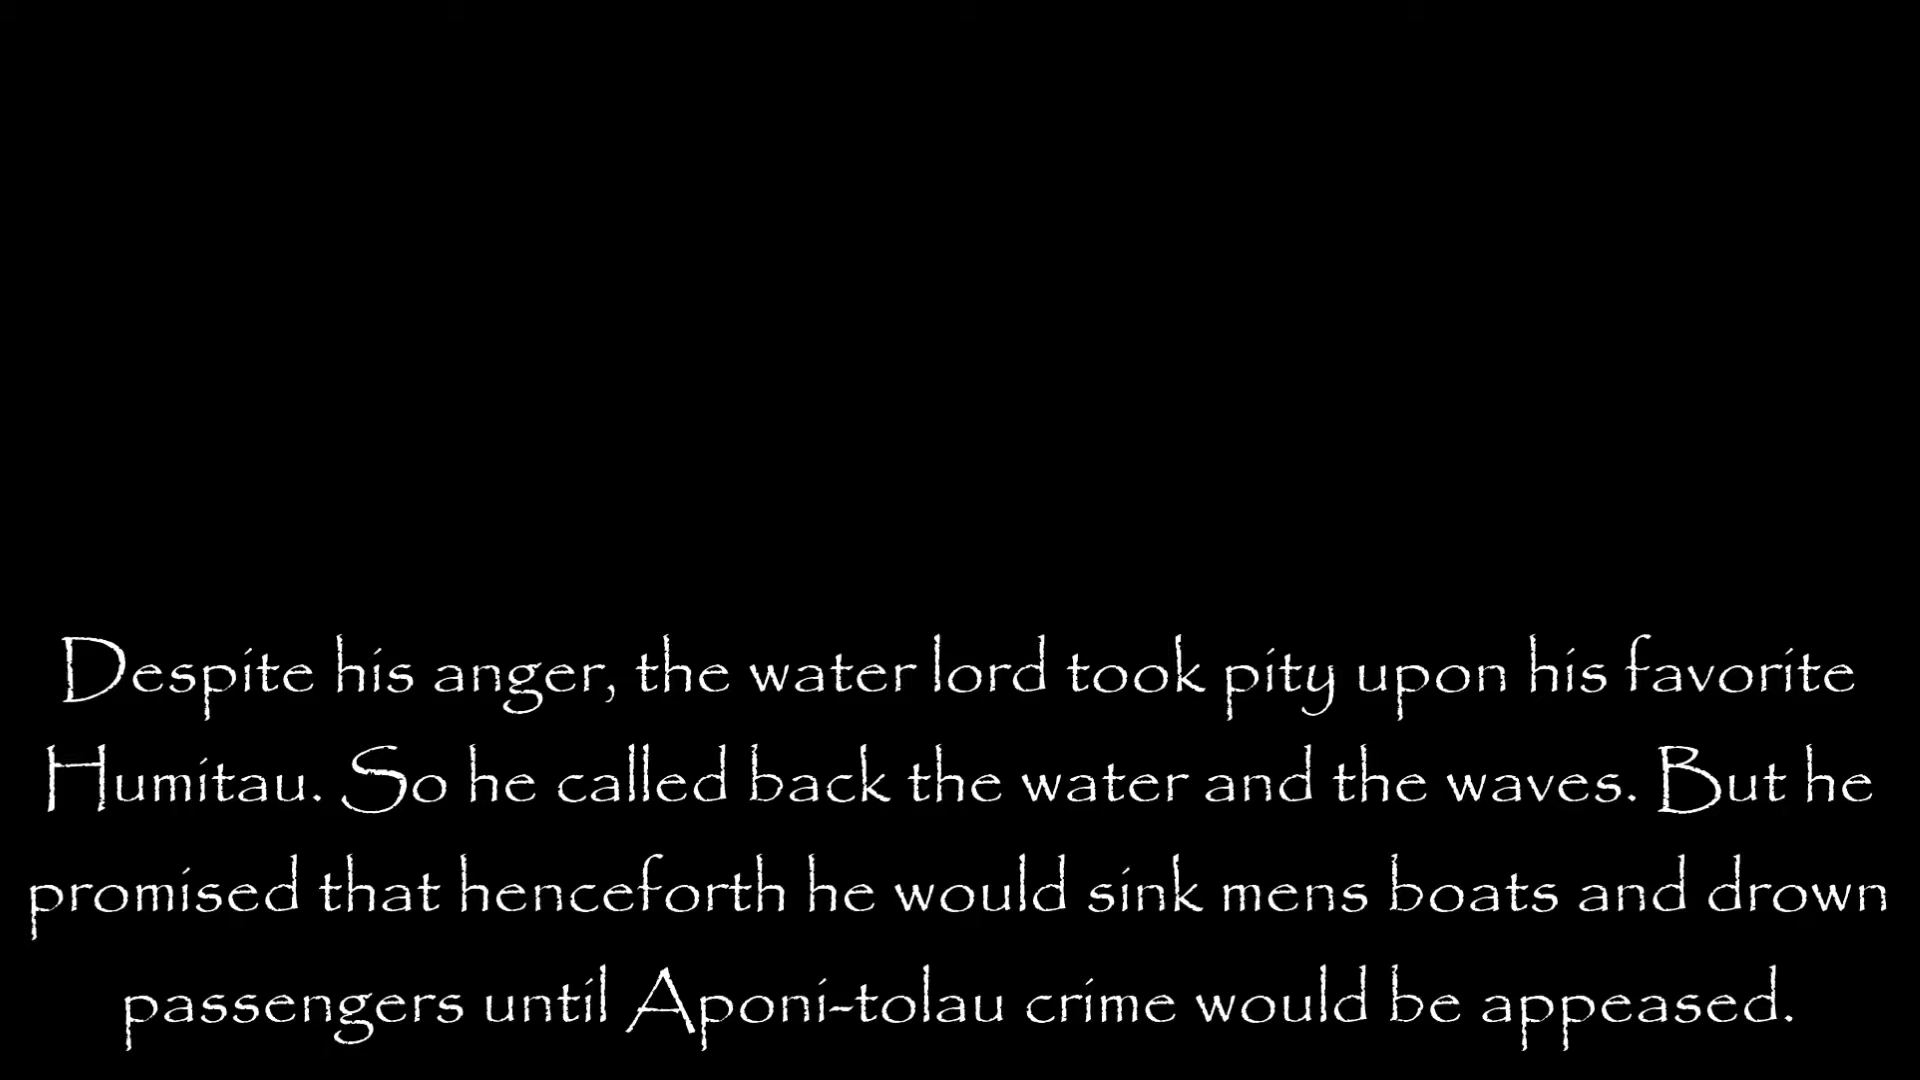 Despite his anger, the water lord took pity upon his favorite
Humitau. So he called back the water and the waves. But he
promised that henceforth he would sink mens boats and drown
passengers until Aponi-tolau crime would be appeased.